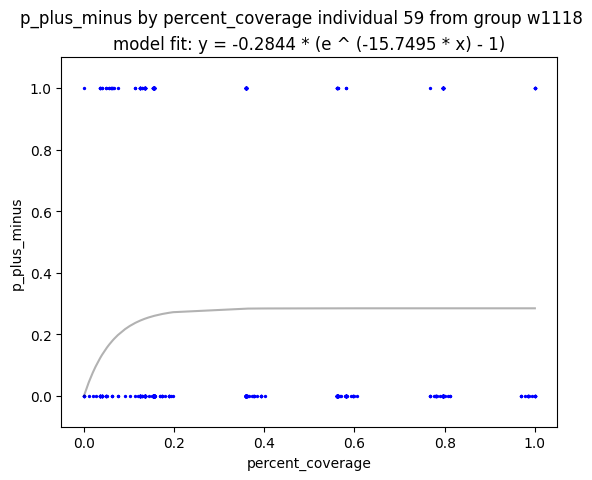 p_plus_minus by percent_coverage individual 59 from group w1118
model fit: y = -0.2844 * (e ^ (-15.7495 * x) - 1)
1.0
0.8
0.6
0.4
0.2
0.0
p_plus_minus
0.0 0.2 0.4 0.6 0.8 1.0
percent_coverage